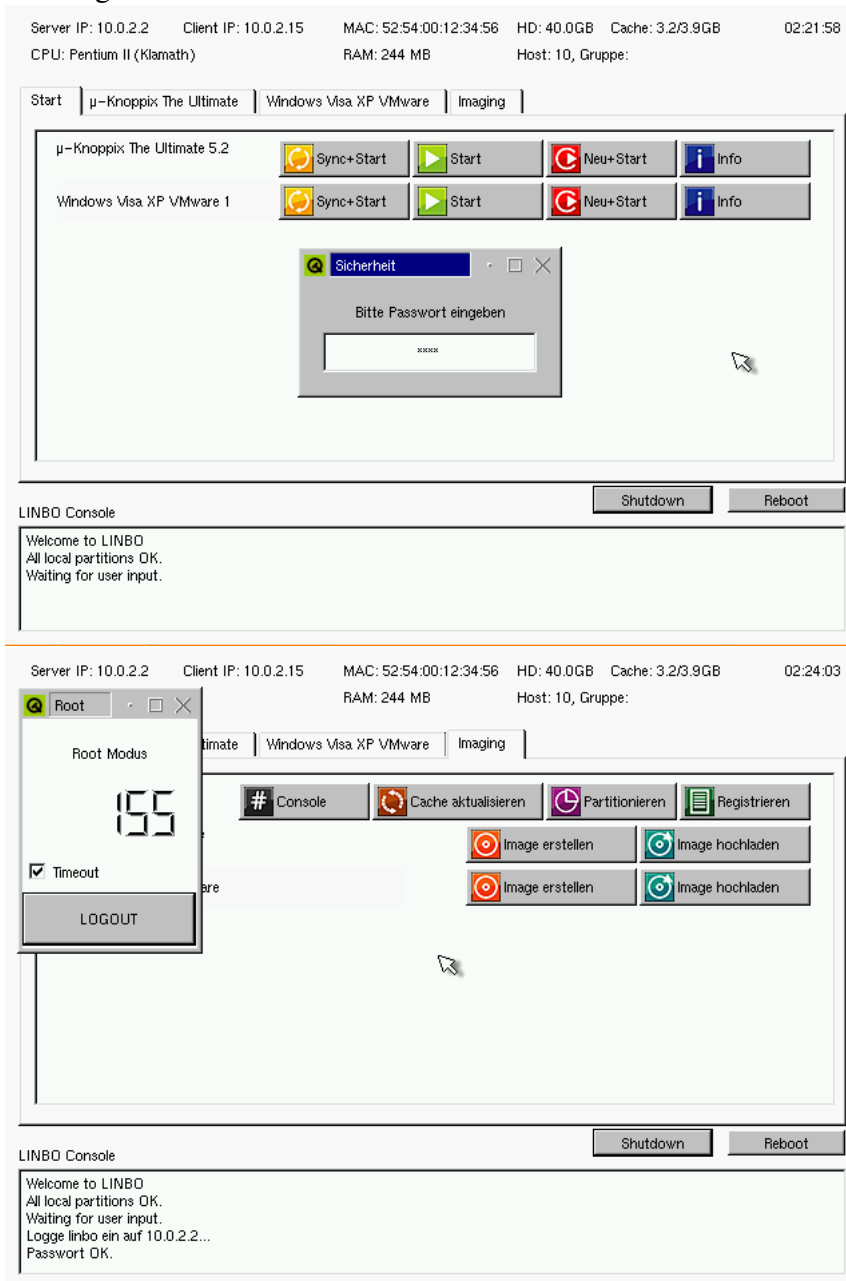 Server IP: 10.0.2.2 Client IP: 10.0.2.15 MAC: 52:54:00:12:34:56 HD: 40.0GB Cache: 3.2/3.9GB 02:21:58
CPU: Pentium II (Klamath) RAM: 244 MB Host: 10, Gruppe:
Start µ-Knoppix The Ultimate Windows Visa XP VMware Imaging
µ-Knoppix The Ultimate 5.2 Sync+Start Start Neu+Start Info
Windows Visa XP VMware 1 Sync+Start Start Neu+Start Info
Sicherheit
Bitte Passwort eingeben
****
Shutdown Reboot
LINBO Console
Welcome to LINBO
All local partitions OK.
Waiting for user input.
Server IP: 10.0.2.2 Client IP: 10.0.2.15 MAC: 52:54:00:12:34:56 HD: 40.0GB Cache: 3.2/3.9GB 02:24:03
Root RAM: 244 MB Host: 10, Gruppe:
timate Windows Visa XP VMware Imaging
Root Modus
155
# Console Cache aktualisieren Partitionieren Registrieren
Image erstellen Image hochladen
Timeout
are Image erstellen Image hochladen
LOGOUT
Shutdown Reboot
LINBO Console
Welcome to LINBO
All local partitions OK.
Waiting for user input.
Logge linbo ein auf 10.0.2.2...
Passwort OK.